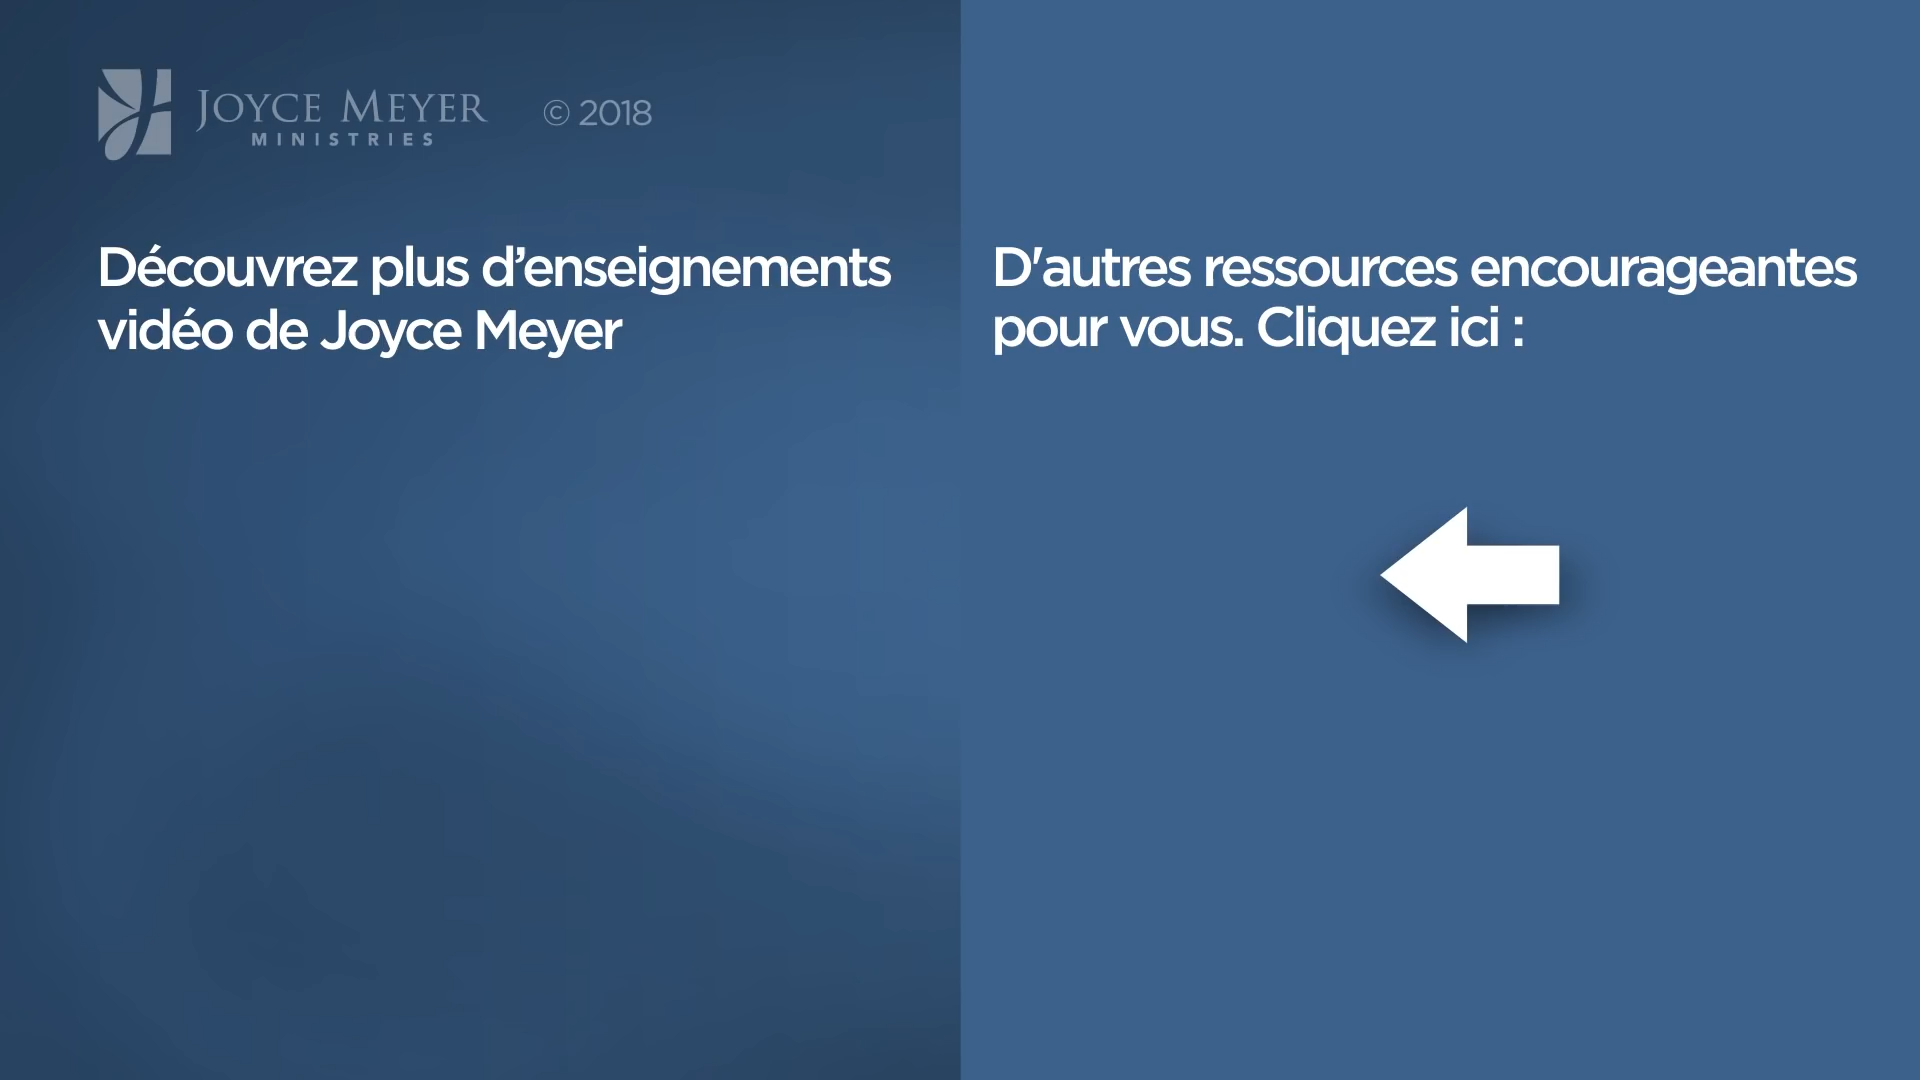 JOYCE MEYER
MINISTRIES
© 2018
Découvrez plus d’enseignements
vidéo de Joyce Meyer
D'autres ressources encourageantes
pour vous. Cliquez ici :